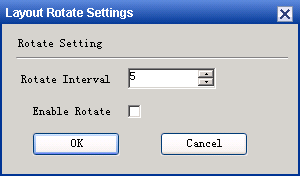 Layout Rotate Settings
Rotate Setting
Rotate Interval 5
Enable Rotate
OK Cancel